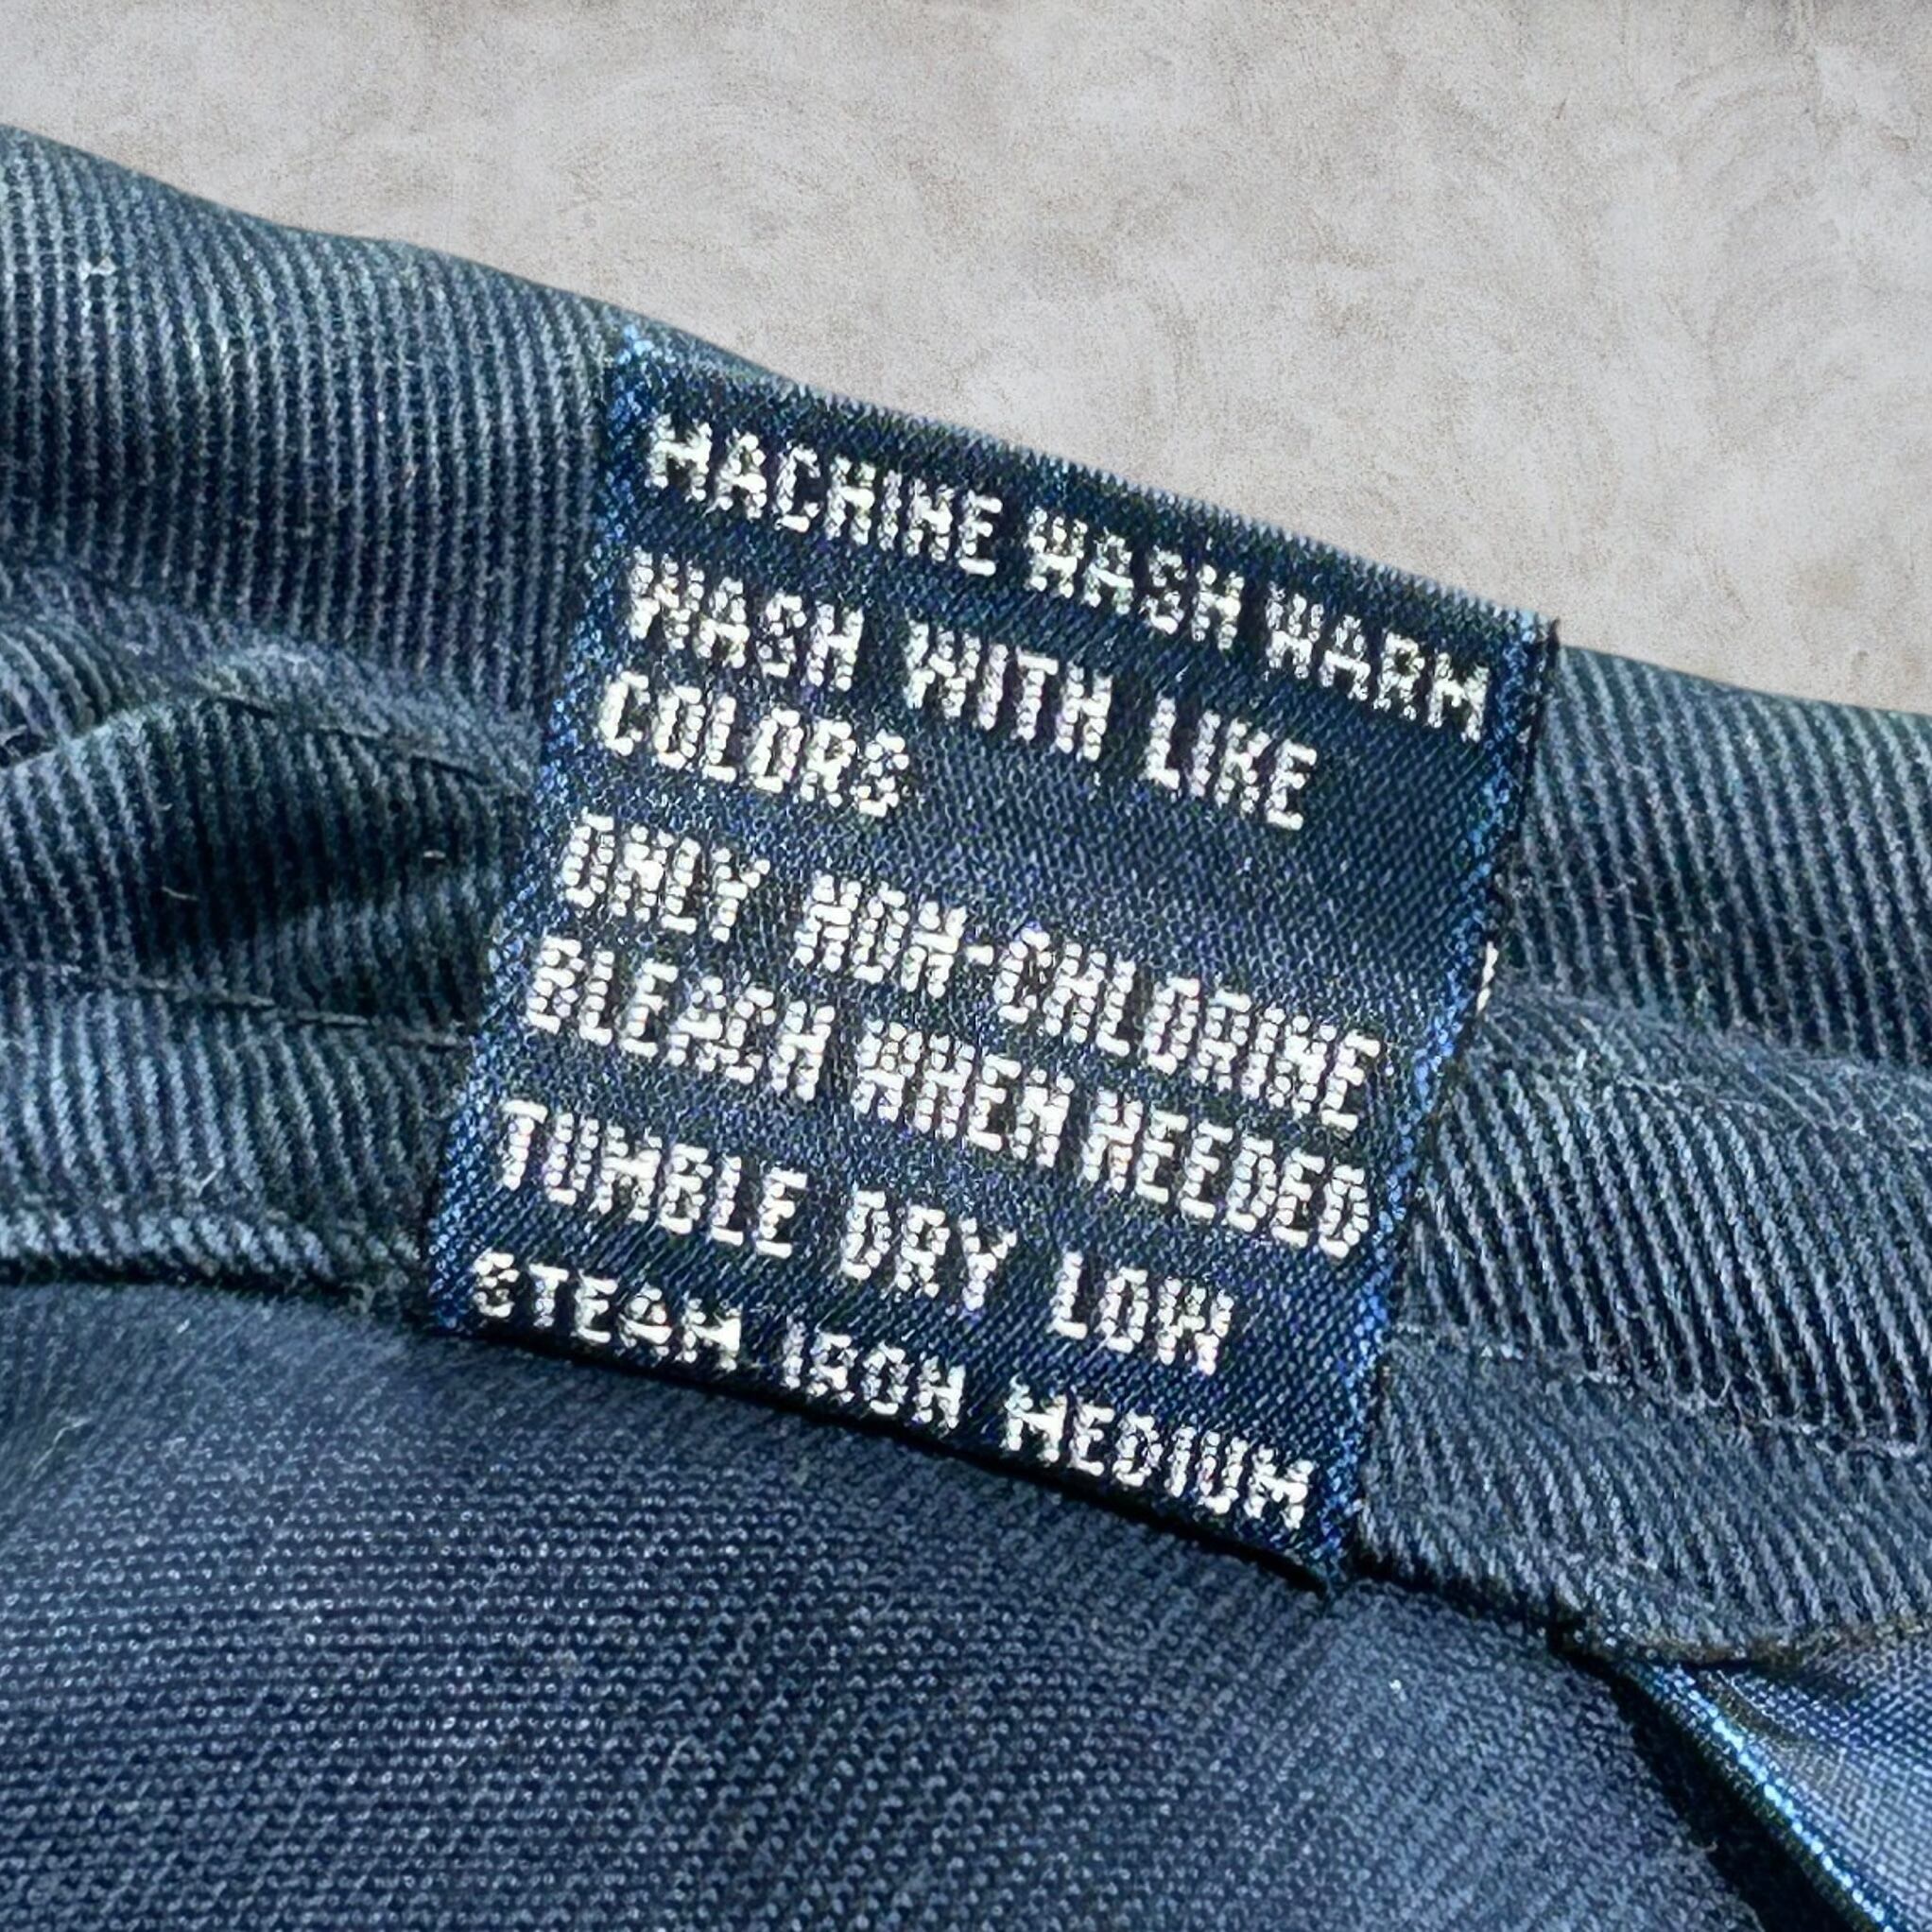 MACHINE WASH WARM
WASH WITH LIKE
COLORS
ONLY NON-CHLORINE
BLEACH WHEN NEEDED
TUMBLE DRY LOW
STEAM IRON MEDIUM